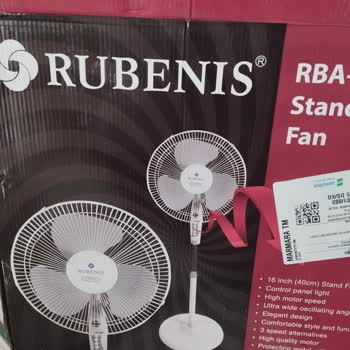 RUBENIS®
RBA-
Stand
Fan
RUBENIS
MARMARA TM
• 16 inch (40cm) Stand F
• Control panel light
• High motor speed
• Ultra wide oscillating ang
• Elegant design
• Comfortable style and fun
• 3 speed alternatives
• High quality motor